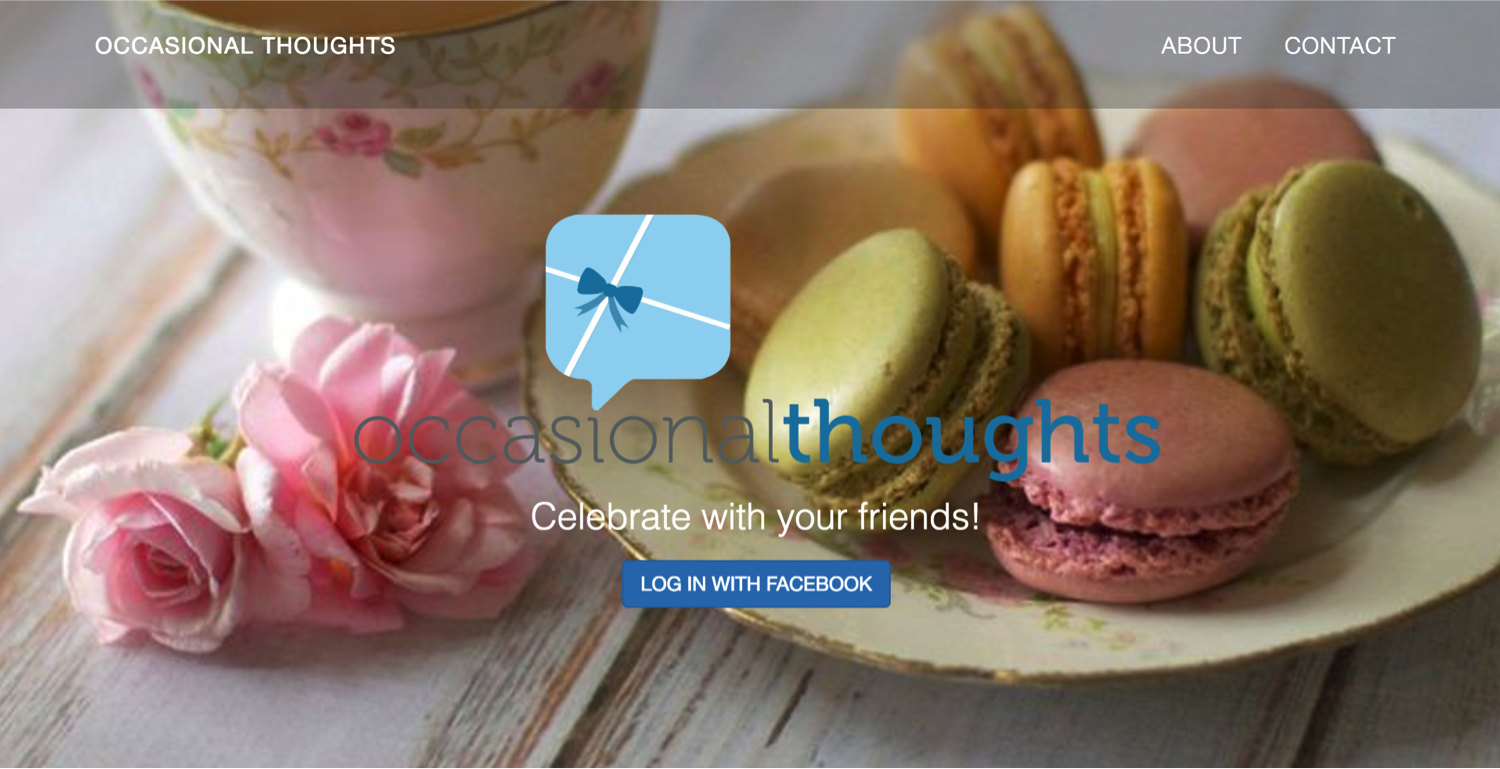 OCCASIONAL THOUGHTS
ABOUT CONTACT
occasionalthoughts
Celebrate with your friends!
LOG IN WITH FACEBOOK